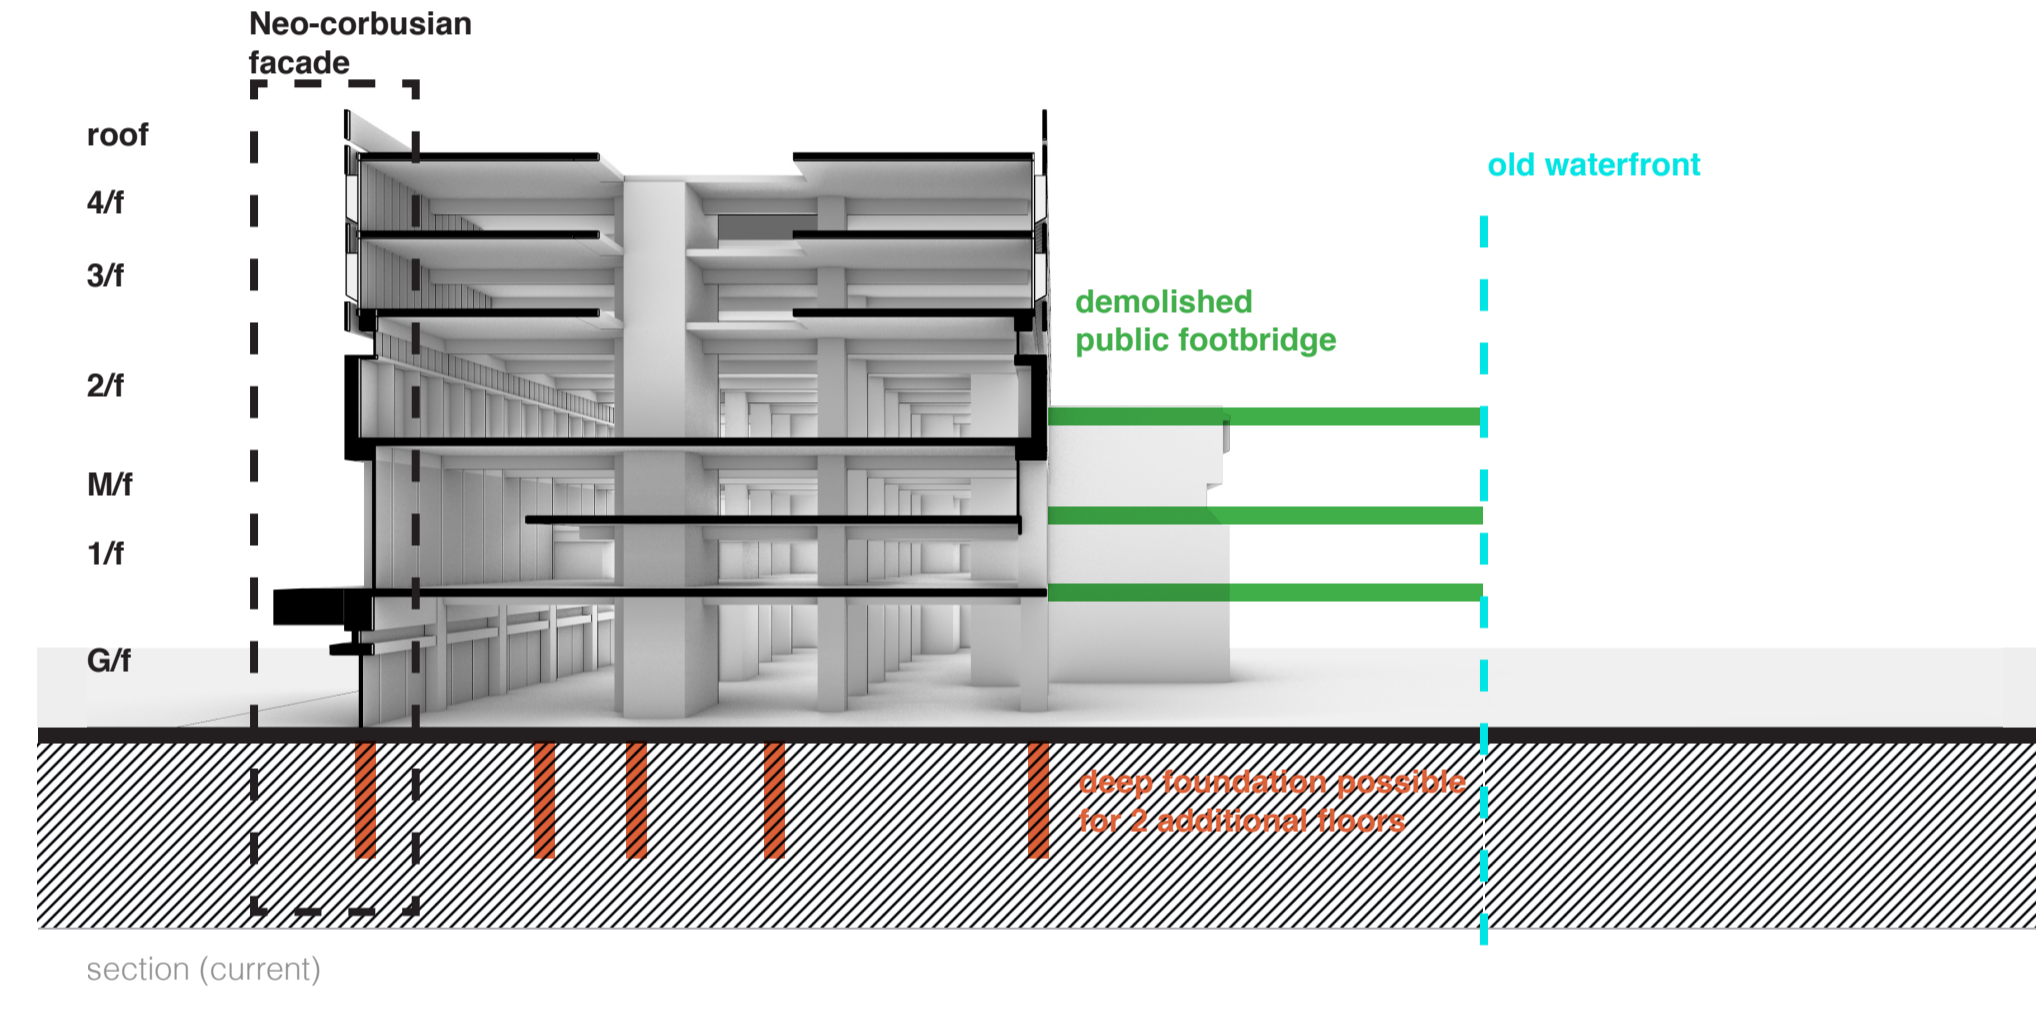 Neo-corbusian
facade
roof
4/f
3/f
2/f
M/f
1/f
G/f
old waterfront
demolished
public footbridge
deep foundation possible
for 2 additional floors
section (current)